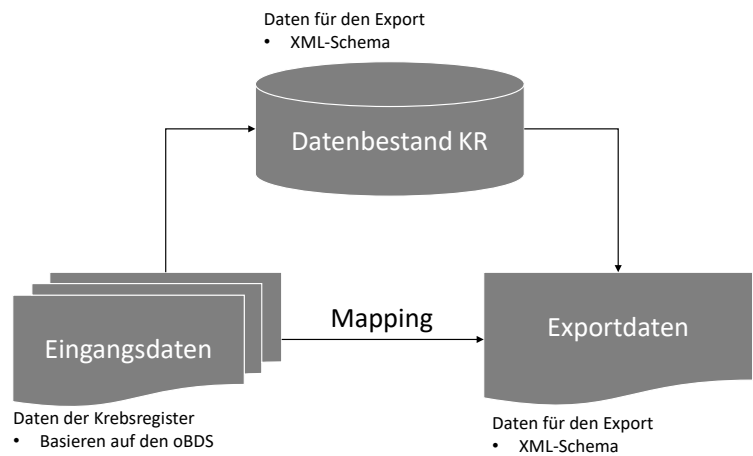 Daten für den Export
• XML-Schema
Datenbestand KR
Eingangsdaten
Mapping
Exportdaten
Daten der Krebsregister
• Basieren auf den oBDS
Daten für den Export
• XML-Schema